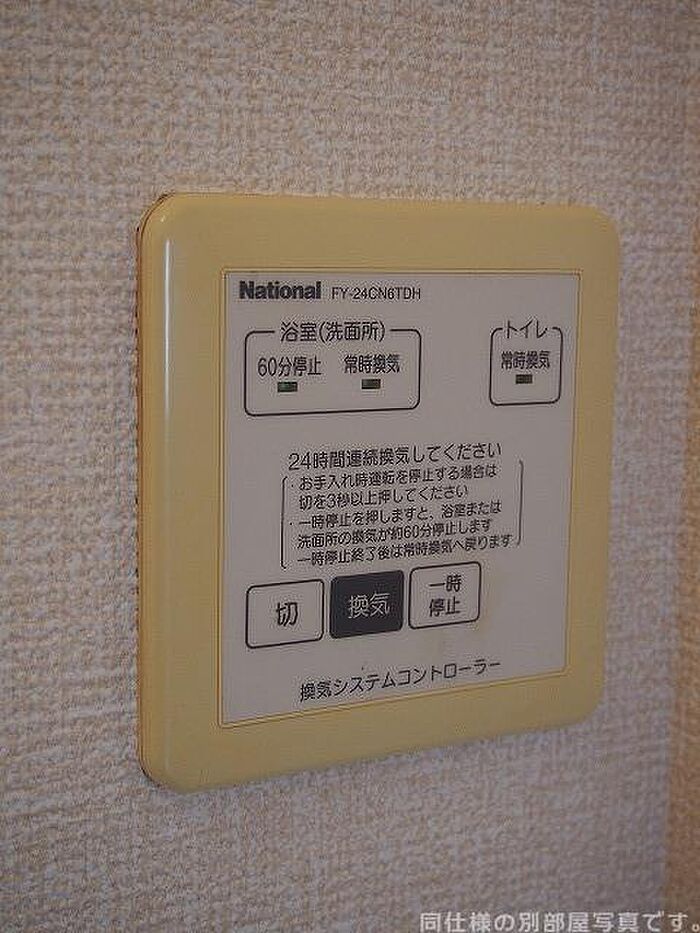 National FY-24CN6TDH
浴室(洗面所) トイレ
60分停止 常時換気 常時換気
24時間連続換気してください
・お手入れ時運転を停止する場合は
切を3秒以上押してください
・一時停止を押しますと、浴室または
洗面所の換気が約60分停止します
一時停止終了後は常時換気へ戻ります
切 換気 一時
停止
換気システムコントローラー
同仕様の別部屋写真です。